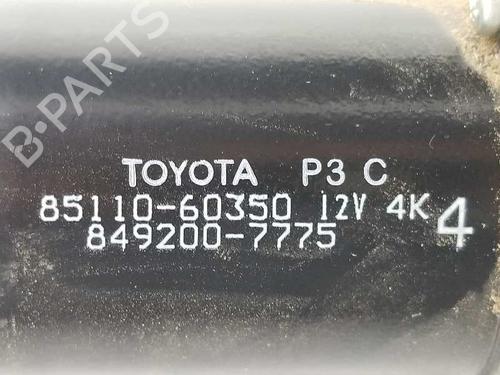 B-PARTS
TOYOTA P3 C
85110-60350 12V 4K 4
849200-7775